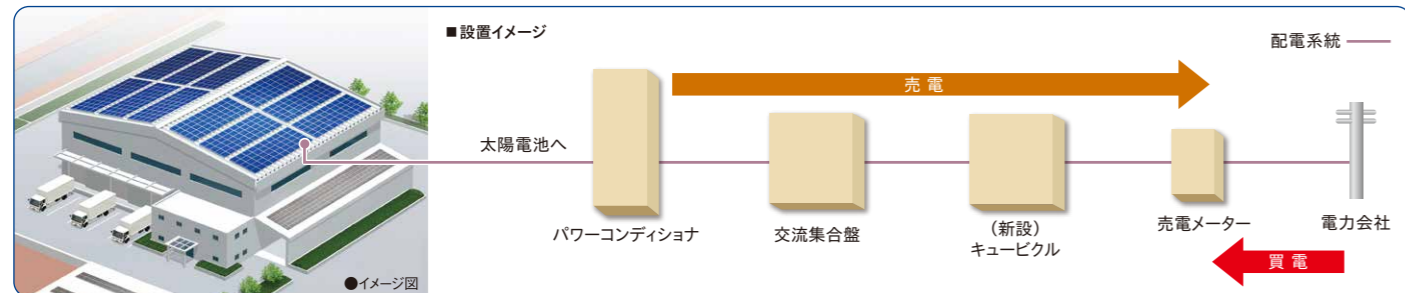 ■設置イメージ
配電系統
売電
太陽電池へ
パワーコンディショナ
交流集合盤
(新設)
キュービクル
売電メーター
電力会社
買電
●イメージ図